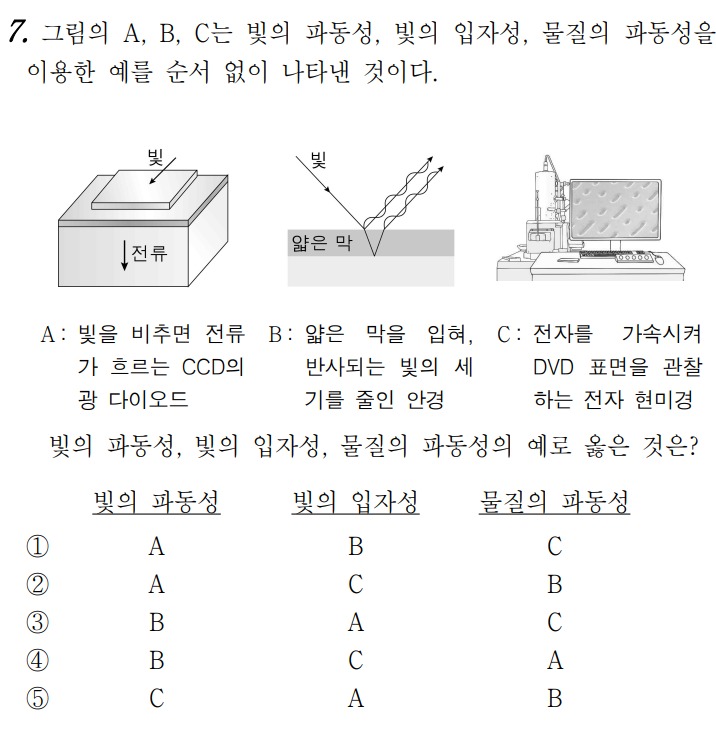 7. 그림의 A, B, C는 빛의 파동성, 빛의 입자성, 물질의 파동성을
이용한 예를 순서 없이 나타낸 것이다.
빛
전류
빛
얇은 막
A : 빛을 비추면 전류
가 흐르는 CCD의
광 다이오드
B : 얇은 막을 입혀,
반사되는 빛의 세
기를 줄인 안경
C : 전자를 가속시켜
DVD 표면을 관찰
하는 전자 현미경
빛의 파동성, 빛의 입자성, 물질의 파동성의 예로 옳은 것은?
빛의 파동성 빛의 입자성 물질의 파동성
① A B C
② A C B
③ B A C
④ B C A
⑤ C A B